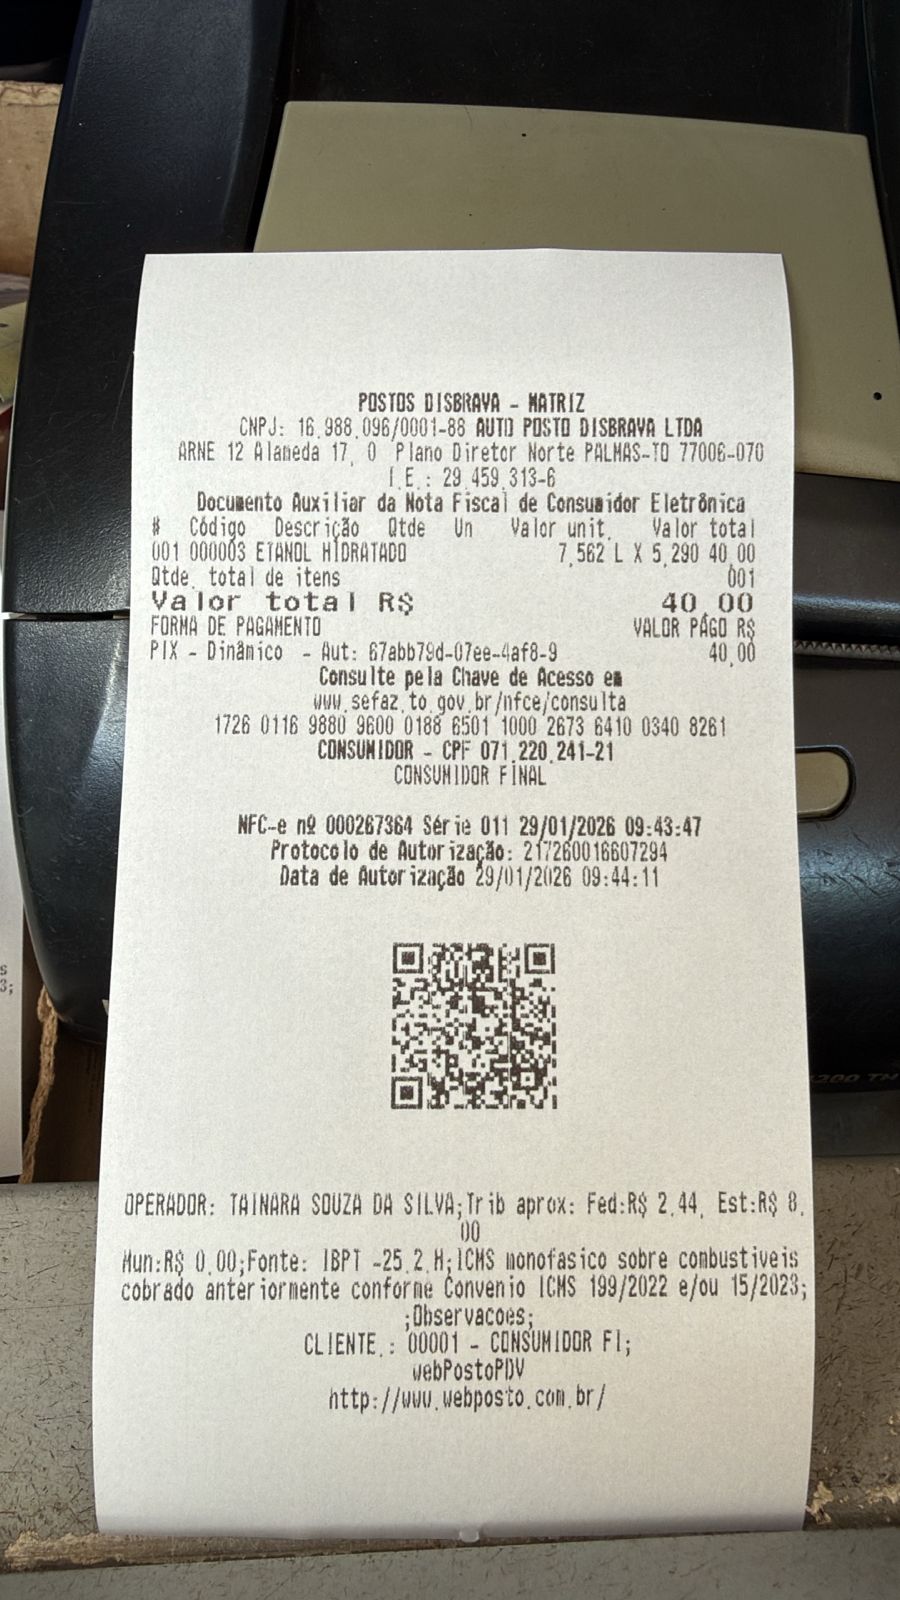 POSTOS DISBRAVA - MATRIZ
CNPJ: 16.988.096/0001-88 AUTO POSTO DISBRAVA LTDA
ARNE 12 Alameda 17, 0 Plano Diretor Norte PALMAS-TO 77006-070
I.E.: 29.459.313-6
Documento Auxiliar da Nota Fiscal de Consumidor Eletrônica
# Código Descrição Qtde Un Valor unit. Valor total
001 000003 ETANOL HIDRATADO 7,562 L X 5,290 40,00
Qtde. total de itens 001
Valor total R$ 40,00
FORMA DE PAGAMENTO VALOR PAGO R$
PIX - Dinâmico - Aut: 67abb79d-07ee-4af8-9 40,00
Consulte pela Chave de Acesso em
www.sefaz.to.gov.br/nfce/consulta
1726 0116 9880 9600 0188 6501 1000 2673 6410 0340 8261
CONSUMIDOR - CPF 071.220.241-21
CONSUMIDOR FINAL
NFC-e nº 000267364 Série 011 29/01/2026 09:43:47
Protocolo de Autorização: 217260016607294
Data de Autorização 29/01/2026 09:44:11
OPERADOR: TAINARA SOUZA DA SILVA;Trib aprox: Fed:R$ 2,44, Est:R$ 8,
00
Mun:R$ 0,00;Fonte: IBPT -25.2.H;ICMS monofasico sobre combustiveis
cobrado anteriormente conforme Convenio ICMS 199/2022 e/ou 15/2023;
;Observacoes;
CLIENTE.: 00001 - CONSUMIDOR FI;
webPostoPDV
http://www.webposto.com.br/